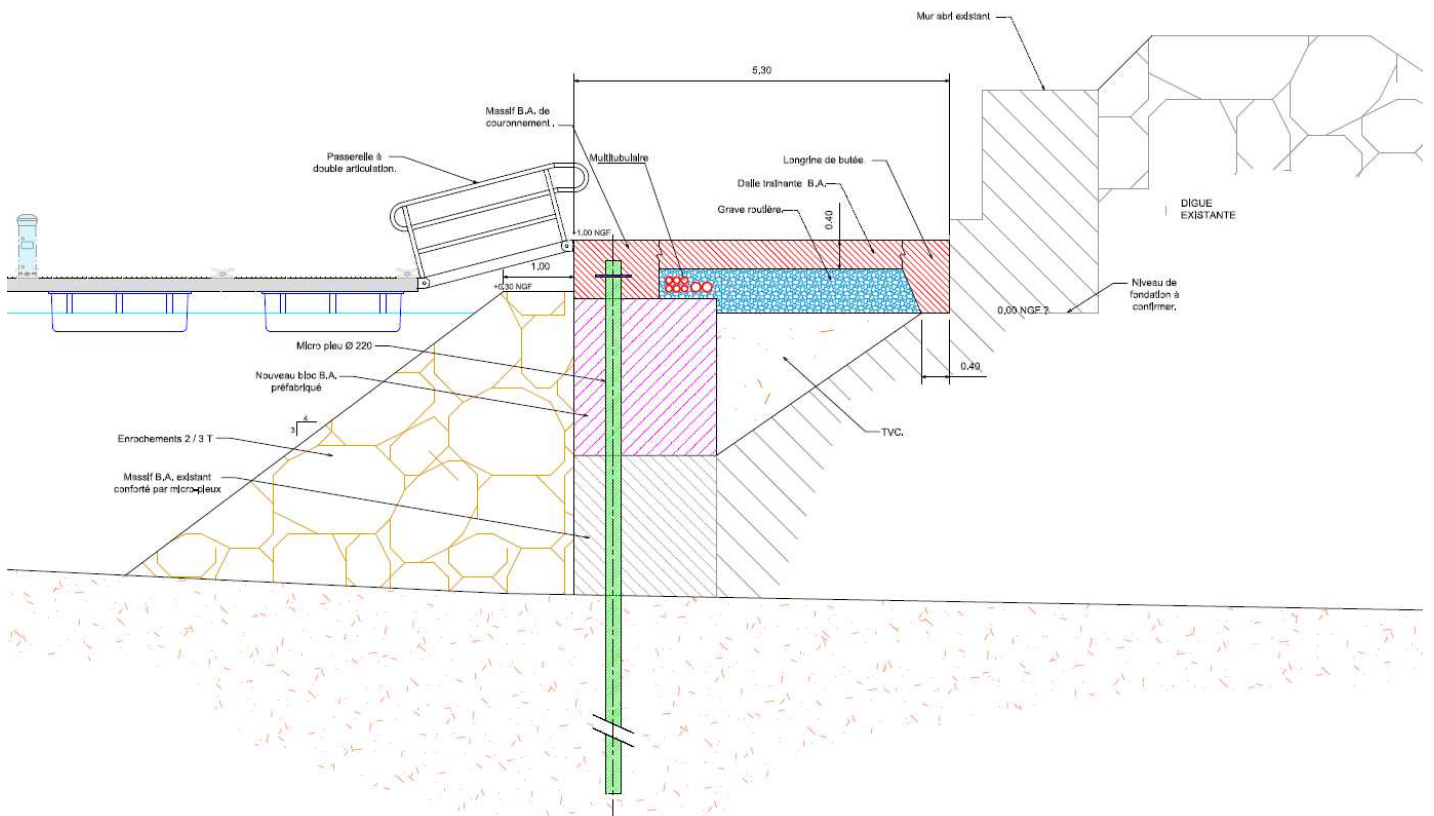 Mur abri existant
5,30
Massif B.A. de
couronnement .
Passerelle à
double articulation.
Multitubulaire
Longrine de butée
Dalle traînante B.A.
Grave routière.
0.40
DIGUE
EXISTANTE
+1.00 NGF
1,00
+0.30 NGF
0.00 NGF ?
Niveau de
fondation à
confirmer.
Micro pieu Ø 220
Nouveau bloc B.A.
préfabriqué
0.40
4
3
Enrochements 2 / 3 T
TVC.
Massif B.A. existant
conforté par micro-pieux